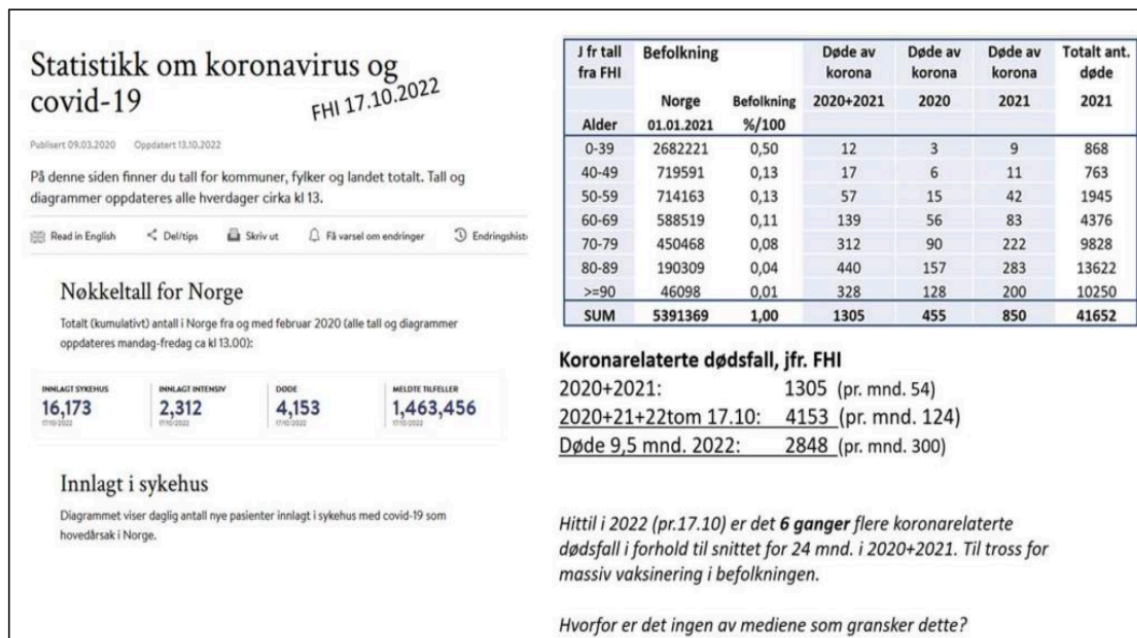 Statistikk om koronavirus og
covid-19
FHI 17.10.2022
Publisert 09.03.2020 Oppdatert 13.10.2022
På denne siden finner du tall for kommuner, fylker og landet totalt. Tall og
diagrammer oppdateres alle hverdager cirka kl 13.
Read in English Del/tips Skriv ut Få varsel om endringer Endringshist
Nøkkeltall for Norge
Totalt (kumulativt) antall i Norge fra og med februar 2020 (alle tall og diagrammer
oppdateres mandag-fredag ca kl 13.00):
INNLAGT SYKEHUS INNLAGT INTENSIV DØDE MELDTE TILFELLER
16,173 2,312 4,153 1,463,456
17/10/2022 17/10/2022 17/10/2022 17/10/2022
Innlagt i sykehus
Diagrammet viser daglig antall nye pasienter innlagt i sykehus med covid-19 som
hovedårsak i Norge.
J fr tall Befolkning Døde av Døde av Døde av Totalt ant.
fra FHI korona korona korona døde
Norge Befolkning 2020+2021 2020 2021 2021
Alder 01.01.2021 %/100
0-39 2682221 0,50 12 3 9 868
40-49 719591 0,13 17 6 11 763
50-59 714163 0,13 57 15 42 1945
60-69 588519 0,11 139 56 83 4376
70-79 450468 0,08 312 90 222 9828
80-89 190309 0,04 440 157 283 13622
>=90 46098 0,01 328 128 200 10250
SUM 5391369 1,00 1305 455 850 41652
Koronarelaterte dødsfall, jfr. FHI
2020+2021: 1305 (pr. mnd. 54)
2020+21+22tom 17.10: 4153 (pr. mnd. 124)
Døde 9,5 mnd. 2022: 2848 (pr. mnd. 300)
Hittil i 2022 (pr.17.10) er det 6 ganger flere koronarelaterte
dødsfall i forhold til snittet for 24 mnd. i 2020+2021. Til tross for
massiv vaksinering i befolkningen.
Hvorfor er det ingen av mediene som gransker dette?